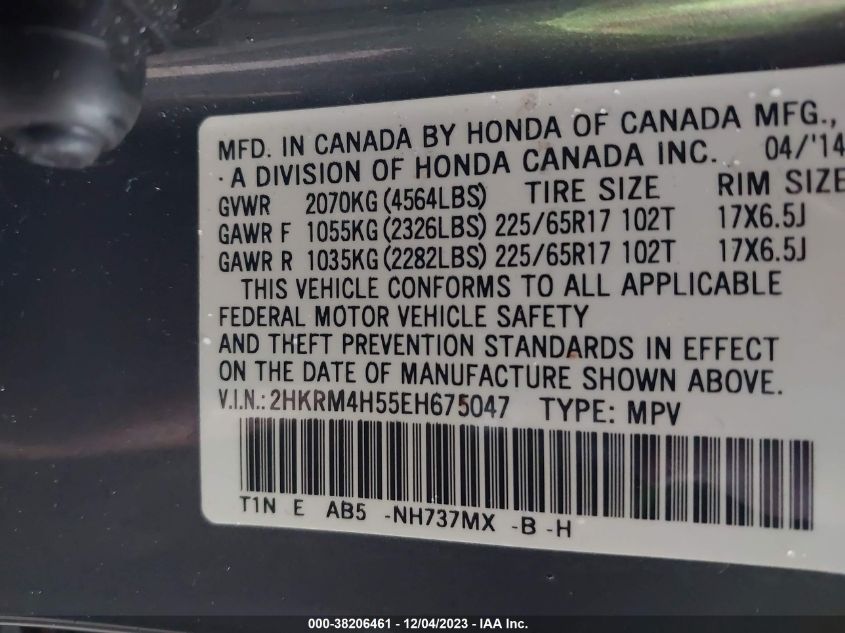 MFD. IN CANADA BY HONDA OF CANADA MFG.,
A DIVISION OF HONDA CANADA INC. 04/'14
GVWR 2070KG (4564LBS) TIRE SIZE RIM SIZE
GAWR F 1055KG (2326LBS) 225/65R17 102T 17X6.5J
GAWR R 1035KG (2282LBS) 225/65R17 102T 17X6.5J
THIS VEHICLE CONFORMS TO ALL APPLICABLE
FEDERAL MOTOR VEHICLE SAFETY
AND THEFT PREVENTION STANDARDS IN EFFECT
ON THE DATE OF MANUFACTURE SHOWN ABOVE.
V.I.N.: 2HKRM4H55EH675047 TYPE: MPV
T1N E AB5 -NH737MX -B -H
000-38206461 - 12/04/2023 - IAA Inc.